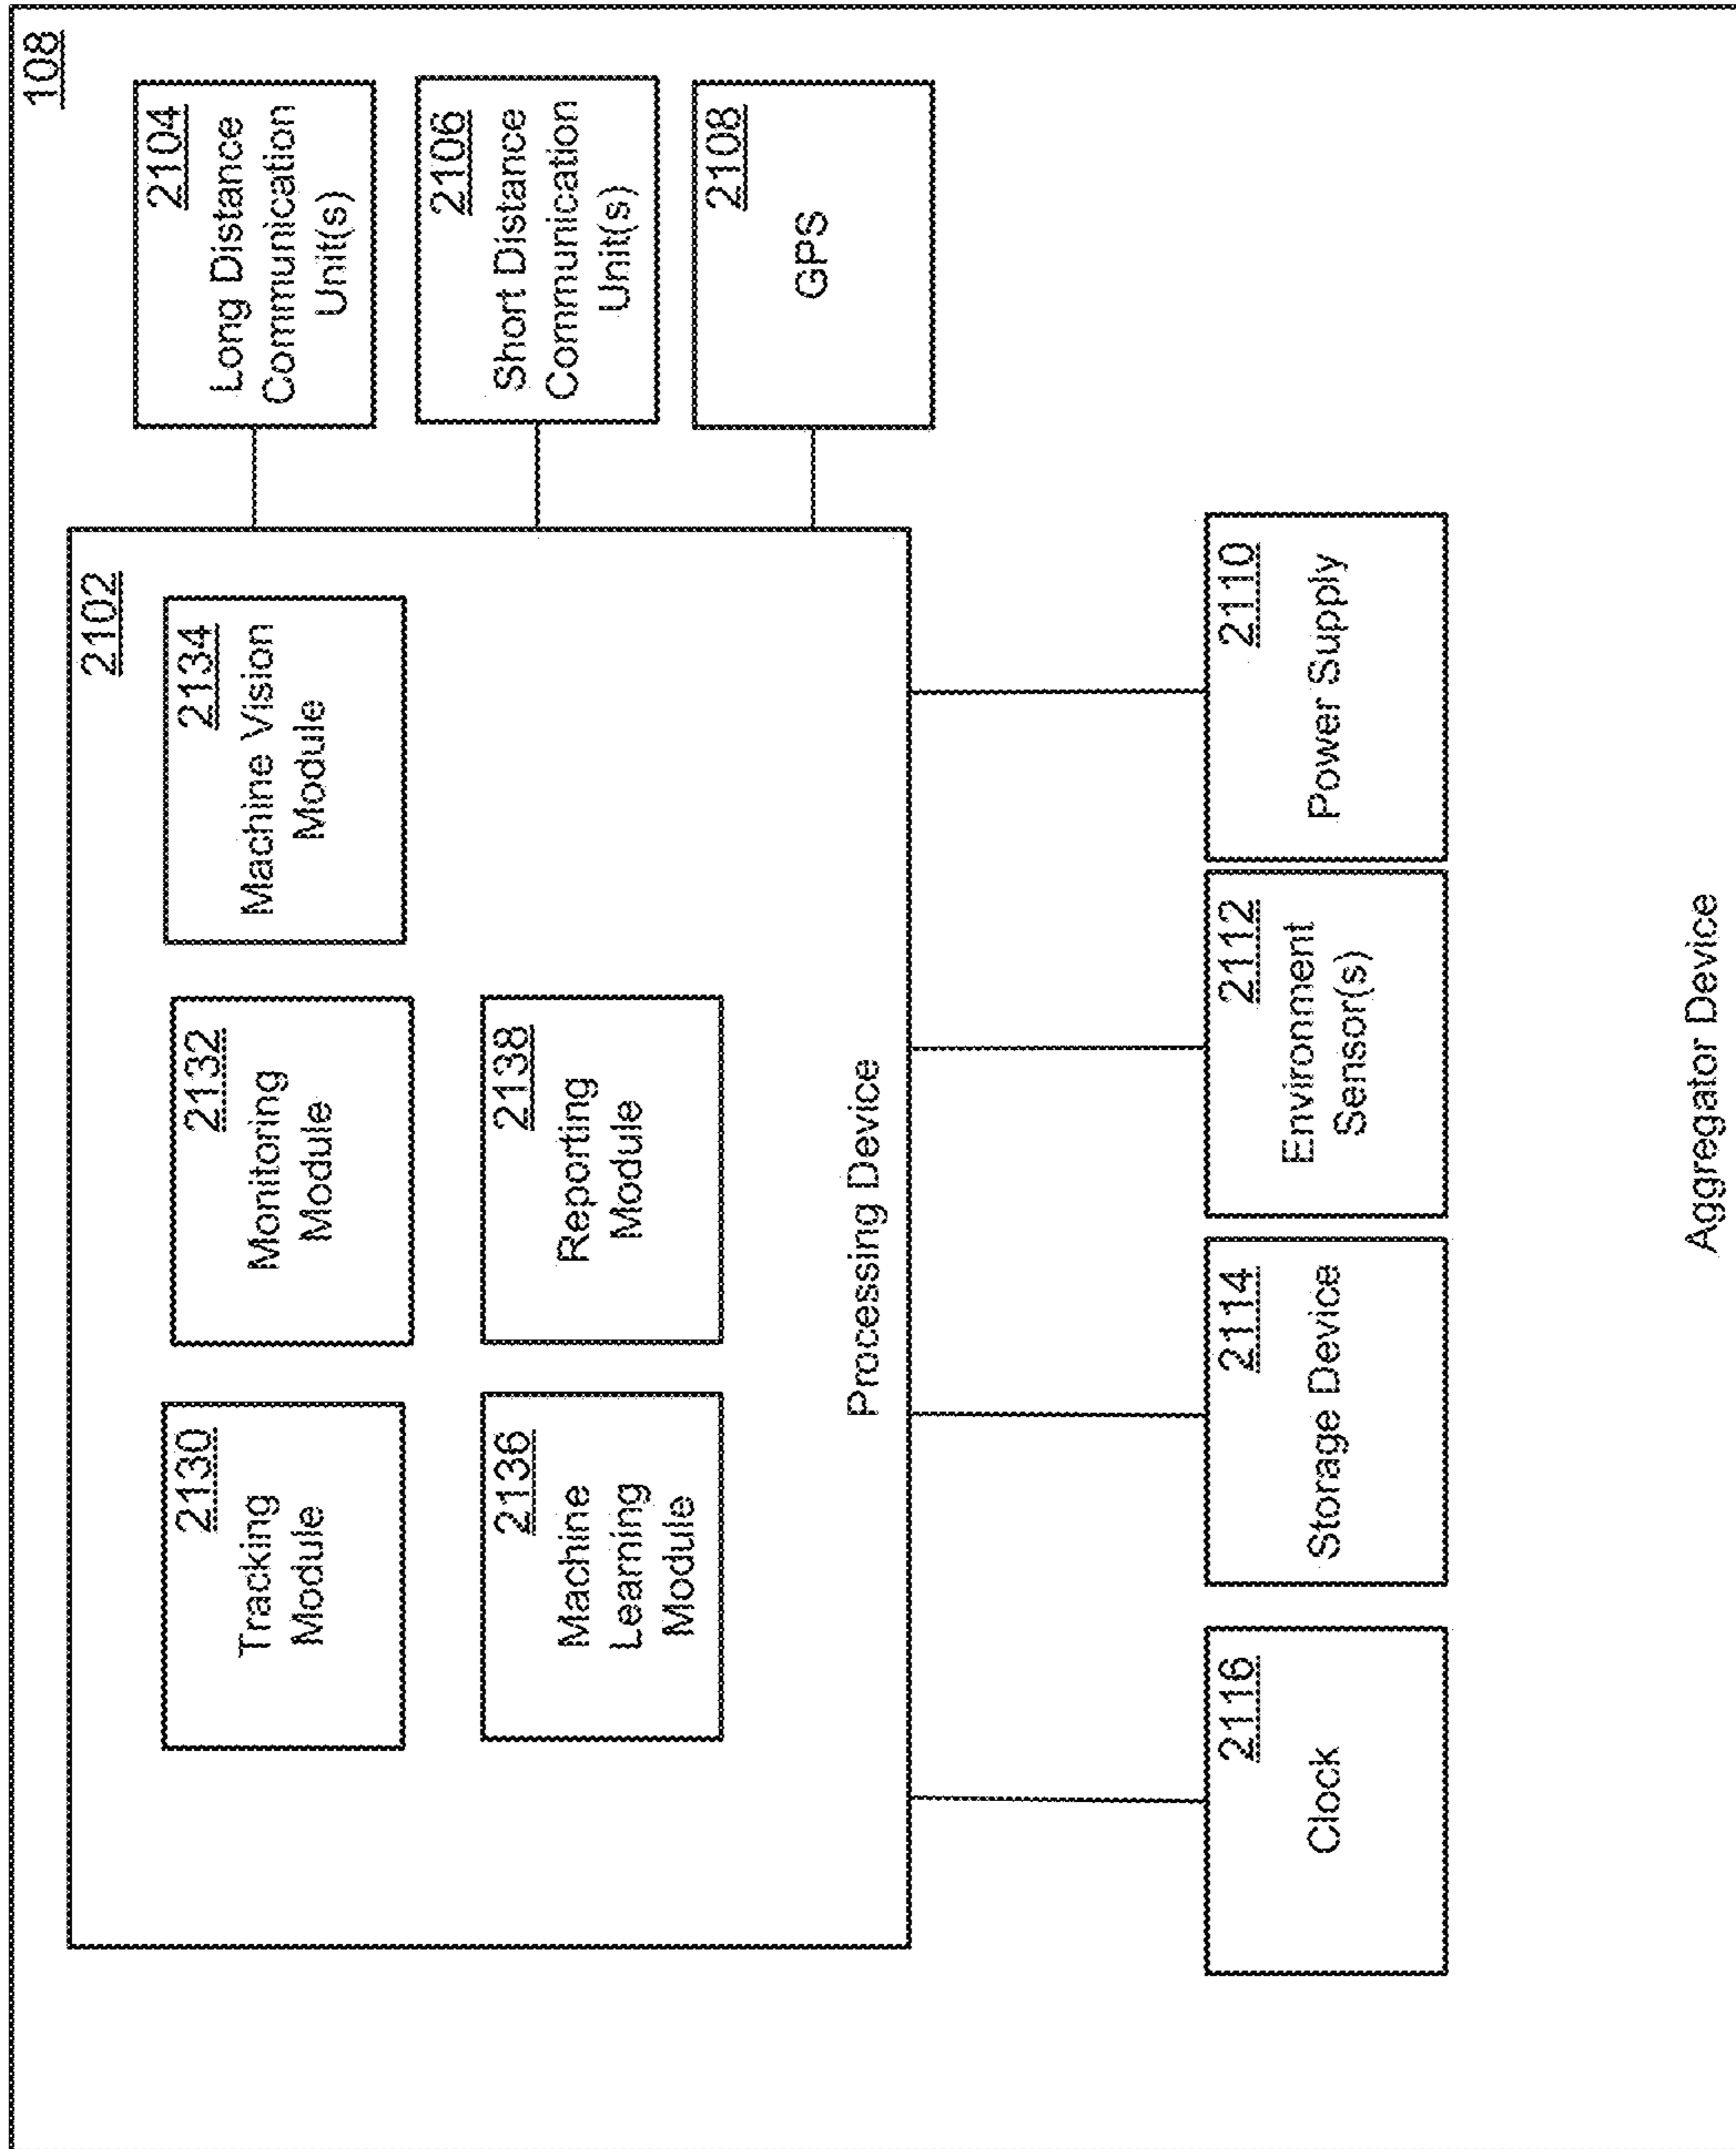 108
2102
2130
Tracking
Module
2132
Monitoring
Module
2134
Machine Vision
Module
2136
Machine
Learning
Module
2138
Reporting
Module
Processing Device
2104
Long Distance
Communication
Unit(s)
2106
Short Distance
Communication
Unit(s)
2108
GPS
2116
Clock
2114
Storage Device
2112
Environment
Sensor(s)
2110
Power Supply
Aggregator Device